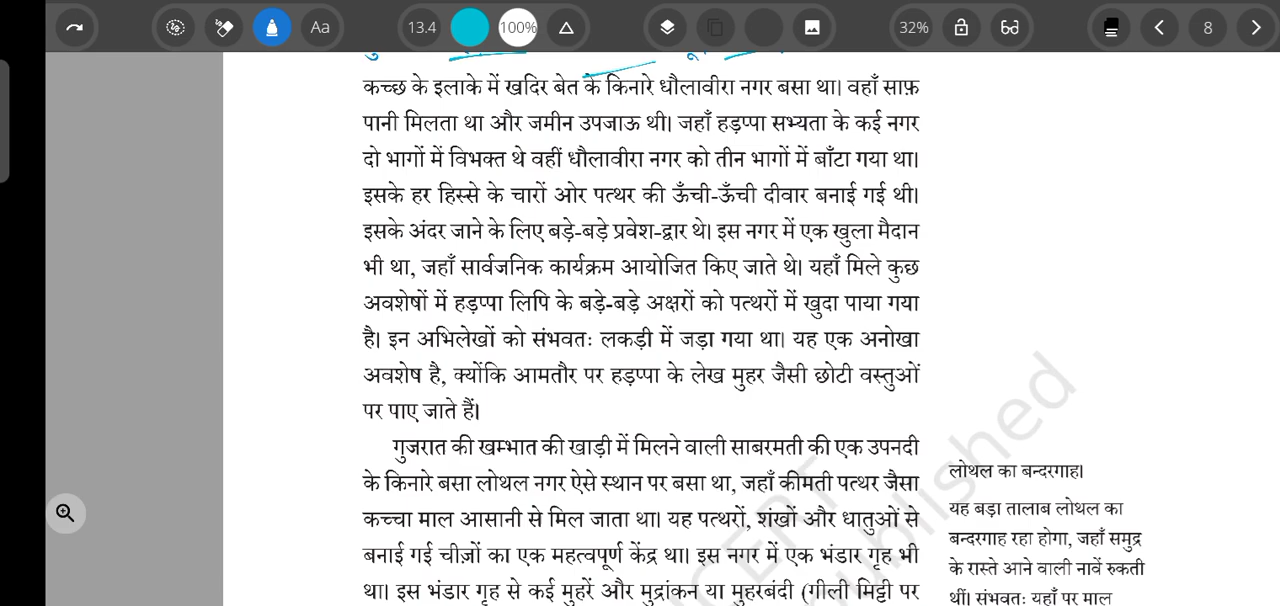 Aa
13.4
100%
32%
8
कच्छ के इलाके में खदिर बेत के किनारे धौलावीरा नगर बसा था। वहाँ साफ़
पानी मिलता था और जमीन उपजाऊ थी। जहाँ हड़प्पा सभ्यता के कई नगर
दो भागों में विभक्त थे वहीं धौलावीरा नगर को तीन भागों में बाँटा गया था।
इसके हर हिस्से के चारों ओर पत्थर की ऊँची-ऊँची दीवार बनाई गई थी।
इसके अंदर जाने के लिए बड़े-बड़े प्रवेश-द्वार थे। इस नगर में एक खुला मैदान
भी था, जहाँ सार्वजनिक कार्यक्रम आयोजित किए जाते थे। यहाँ मिले कुछ
अवशेषों में हड़प्पा लिपि के बड़े-बड़े अक्षरों को पत्थरों में खुदा पाया गया
है। इन अभिलेखों को संभवतः लकड़ी में जड़ा गया था। यह एक अनोखा
अवशेष है, क्योंकि आमतौर पर हड़प्पा के लेख मुहर जैसी छोटी वस्तुओं
पर पाए जाते हैं।
गुजरात की खम्भात की खाड़ी में मिलने वाली साबरमती की एक उपनदी
के किनारे बसा लोथल नगर ऐसे स्थान पर बसा था, जहाँ कीमती पत्थर जैसा
कच्चा माल आसानी से मिल जाता था। यह पत्थरों, शंखों और धातुओं से
बनाई गई चीज़ों का एक महत्वपूर्ण केंद्र था। इस नगर में एक भंडार गृह भी
था। इस भंडार गृह से कई मुहरें और मुद्रांकन या मुहरबंदी (गीली मिट्टी पर
लोथल का बन्दरगाह।
यह बड़ा तालाब लोथल का
बन्दरगाह रहा होगा, जहाँ समुद्र
के रास्ते आने वाली नावें रुकती
थीं। संभवतः यहाँ पर माल